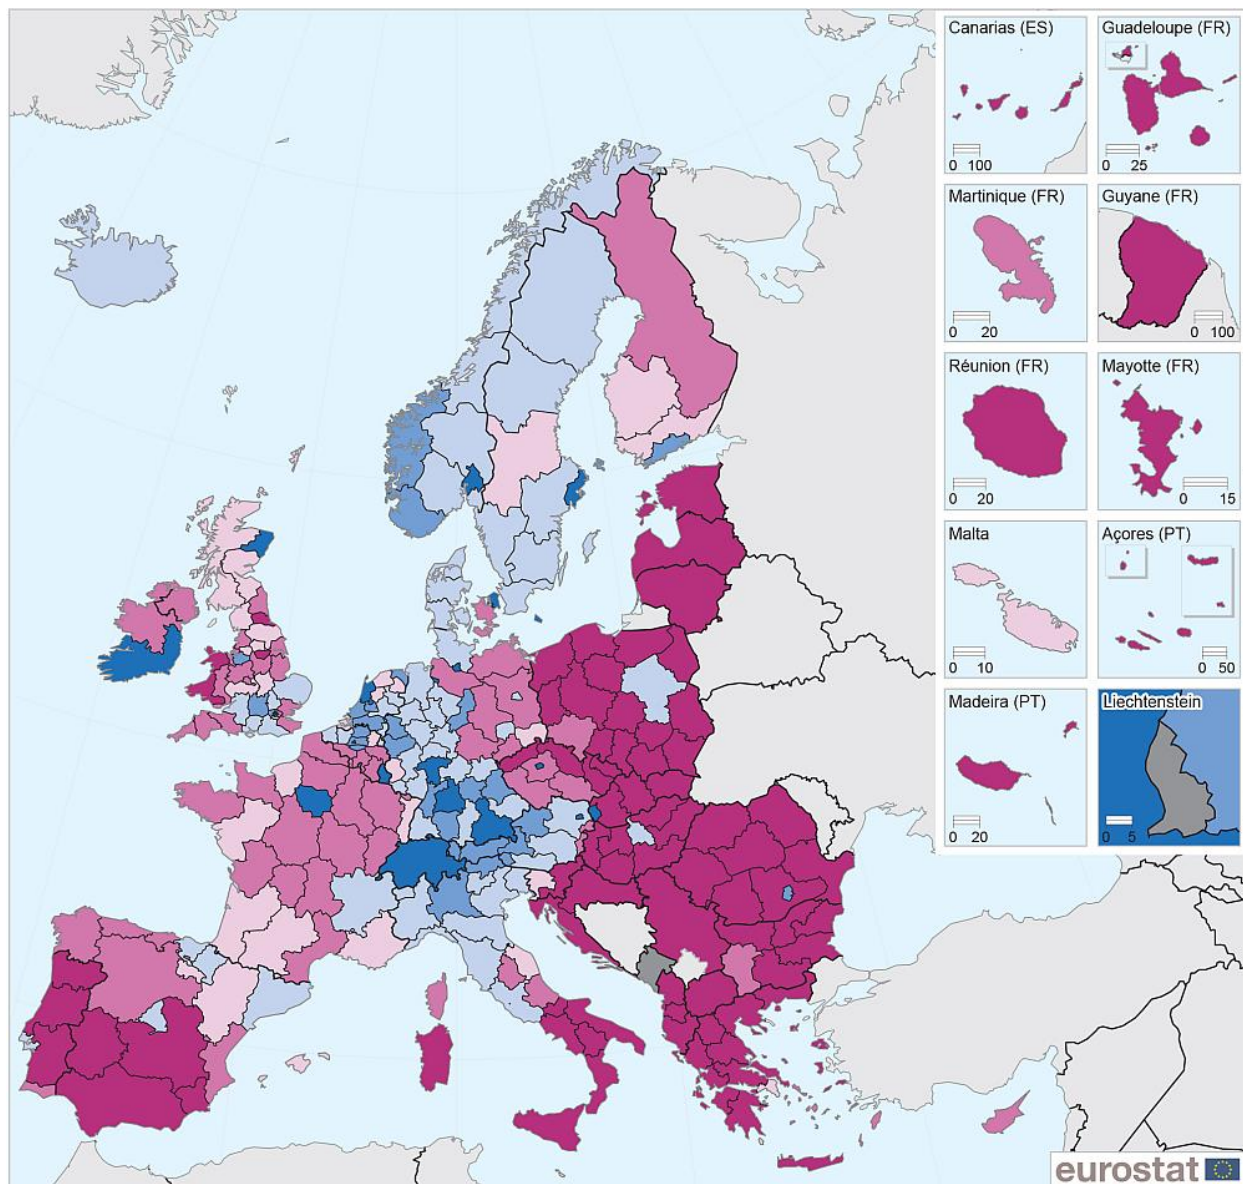 Canarias (ES)
0 100
Guadeloupe (FR)
0 25
Martinique (FR)
0 20
Guyane (FR)
0 100
Réunion (FR)
0 20
Mayotte (FR)
0 15
Malta
0 10
Açores (PT)
0 50
Madeira (PT)
0 20
Liechtenstein
0 5
eurostat